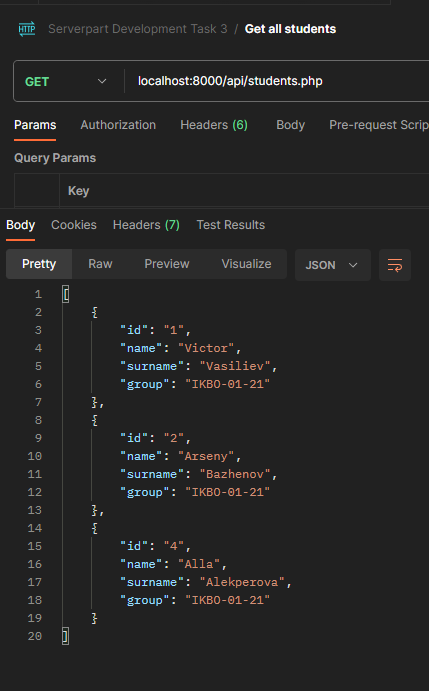 HTTP Serverpart Development Task 3 / Get all students
GET localhost:8000/api/students.php
Params Authorization Headers (6) Body Pre-request Scrip
Query Params
Key
Body Cookies Headers (7) Test Results
Pretty Raw Preview Visualize JSON
1 [
2 {
3 "id": "1",
4 "name": "Victor",
5 "surname": "Vasiliev",
6 "group": "IKBO-01-21"
7 },
8 {
9 "id": "2",
10 "name": "Arseny",
11 "surname": "Bazhenov",
12 "group": "IKBO-01-21"
13 },
14 {
15 "id": "4",
16 "name": "Alla",
17 "surname": "Alekperova",
18 "group": "IKBO-01-21"
19 }
20 ]